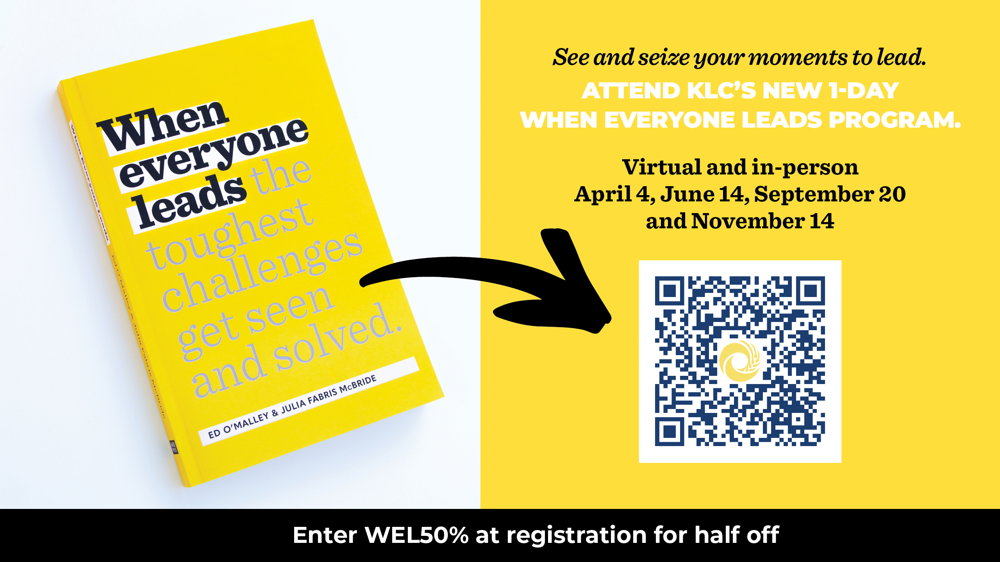 When
everyone
leads the
toughest
challenges
get seen
and solved.
ED O'MALLEY & JULIA FABRIS McBRIDE
When Everyone Leads
Ed O'Malley & Julia Fabris McBride
BARD
PRESS
See and seize your moments to lead.
ATTEND KLC'S NEW 1-DAY
WHEN EVERYONE LEADS PROGRAM.
Virtual and in-person
April 4, June 14, September 20
and November 14
Enter WEL50% at registration for half off